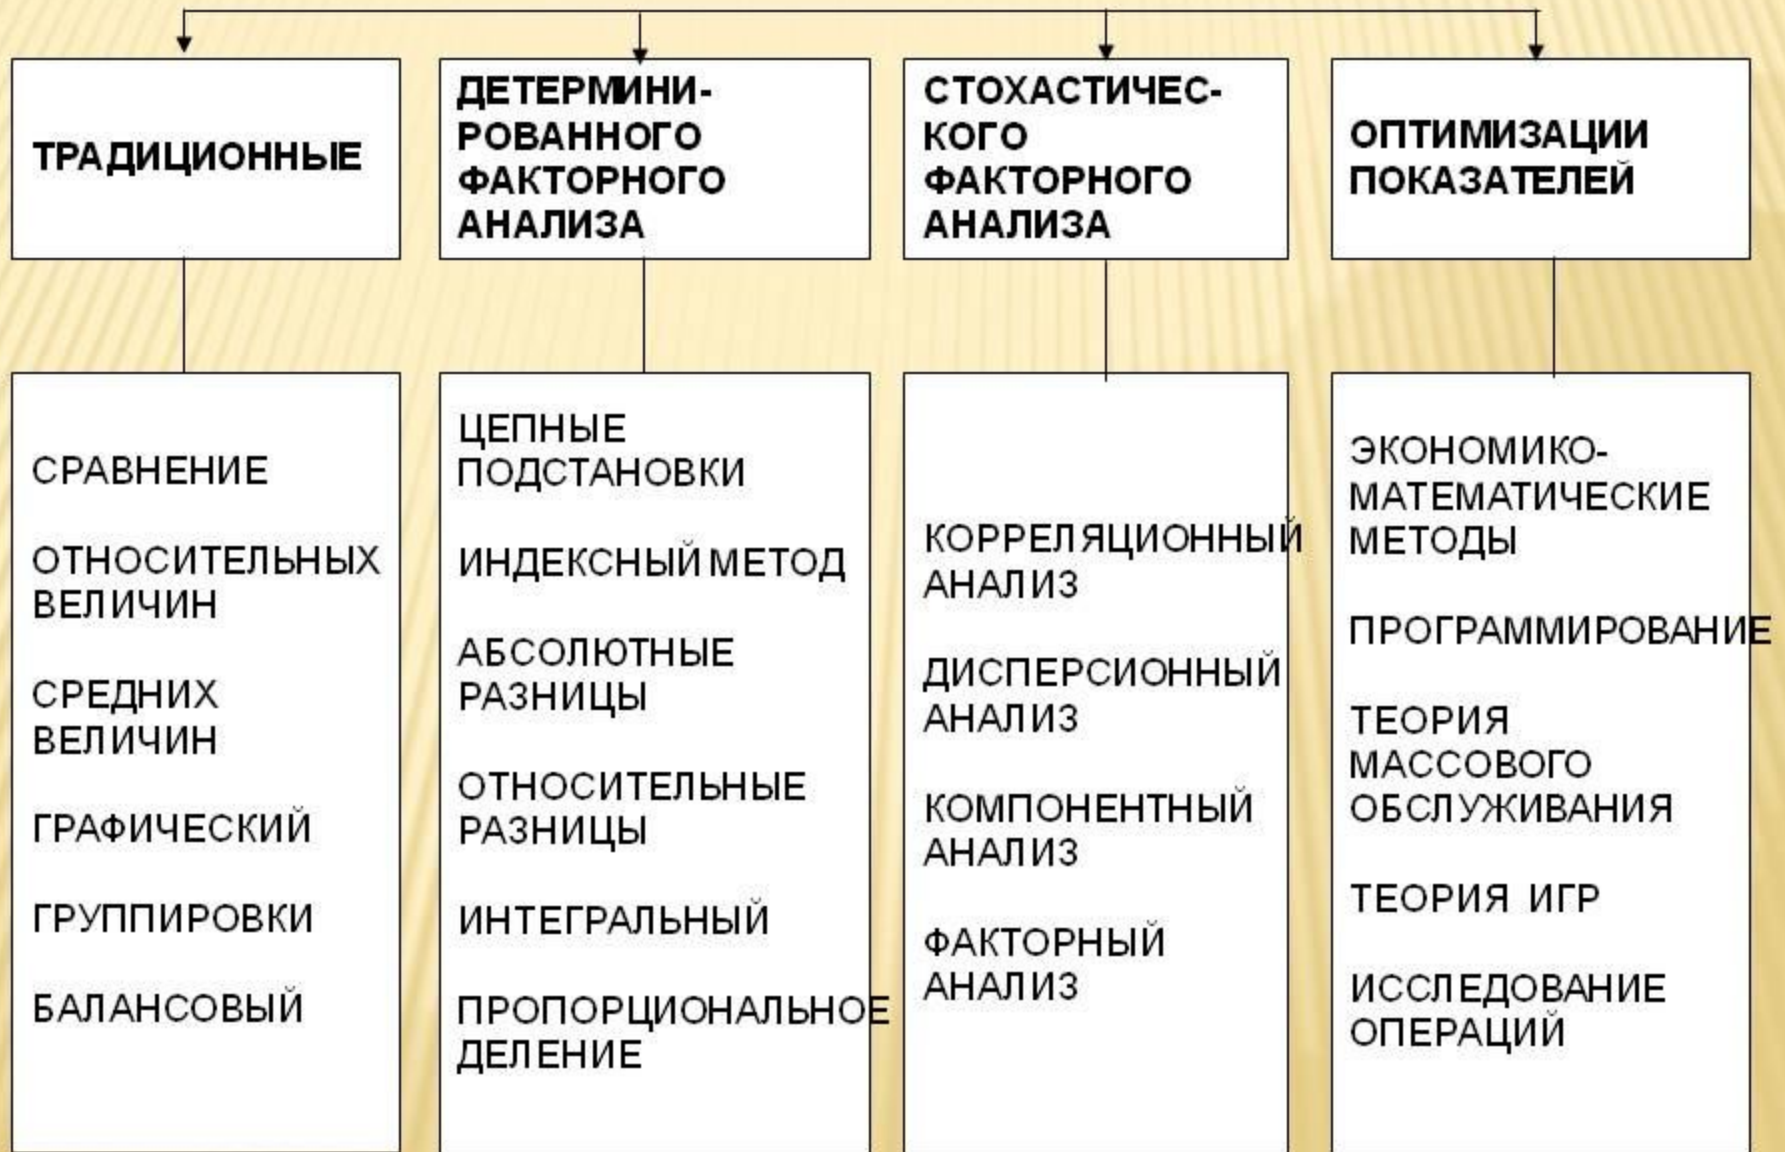 ТРАДИЦИОННЫЕ
ДЕТЕРМИНИ-
РОВАННОГО
ФАКТОРНОГО
АНАЛИЗА
СТОХАСТИЧЕС-
КОГО
ФАКТОРНОГО
АНАЛИЗА
ОПТИМИЗАЦИИ
ПОКАЗАТЕЛЕЙ
СРАВНЕНИЕ
ОТНОСИТЕЛЬНЫХ
ВЕЛИЧИН
СРЕДНИХ
ВЕЛИЧИН
ГРАФИЧЕСКИЙ
ГРУППИРОВКИ
БАЛАНСОВЫЙ
ЦЕПНЫЕ
ПОДСТАНОВКИ
ИНДЕКСНЫЙ МЕТОД
АБСОЛЮТНЫЕ
РАЗНИЦЫ
ОТНОСИТЕЛЬНЫЕ
РАЗНИЦЫ
ИНТЕГРАЛЬНЫЙ
ПРОПОРЦИОНАЛЬНОЕ
ДЕЛЕНИЕ
КОРРЕЛЯЦИОННЫЙ
АНАЛИЗ
ДИСПЕРСИОННЫЙ
АНАЛИЗ
КОМПОНЕНТНЫЙ
АНАЛИЗ
ФАКТОРНЫЙ
АНАЛИЗ
ЭКОНОМИКО-
МАТЕМАТИЧЕСКИЕ
МЕТОДЫ
ПРОГРАММИРОВАНИЕ
ТЕОРИЯ
МАССОВОГО
ОБСЛУЖИВАНИЯ
ТЕОРИЯ ИГР
ИССЛЕДОВАНИЕ
ОПЕРАЦИЙ